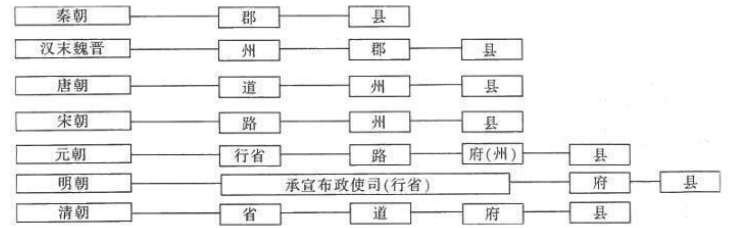 秦朝 郡 县
汉末魏晋 州 郡 县
唐朝 道 州 县
宋朝 路 州 县
元朝 行省 路 府(州) 县
明朝 承宣布政使司(行省) 府 县
清朝 省 道 府 县